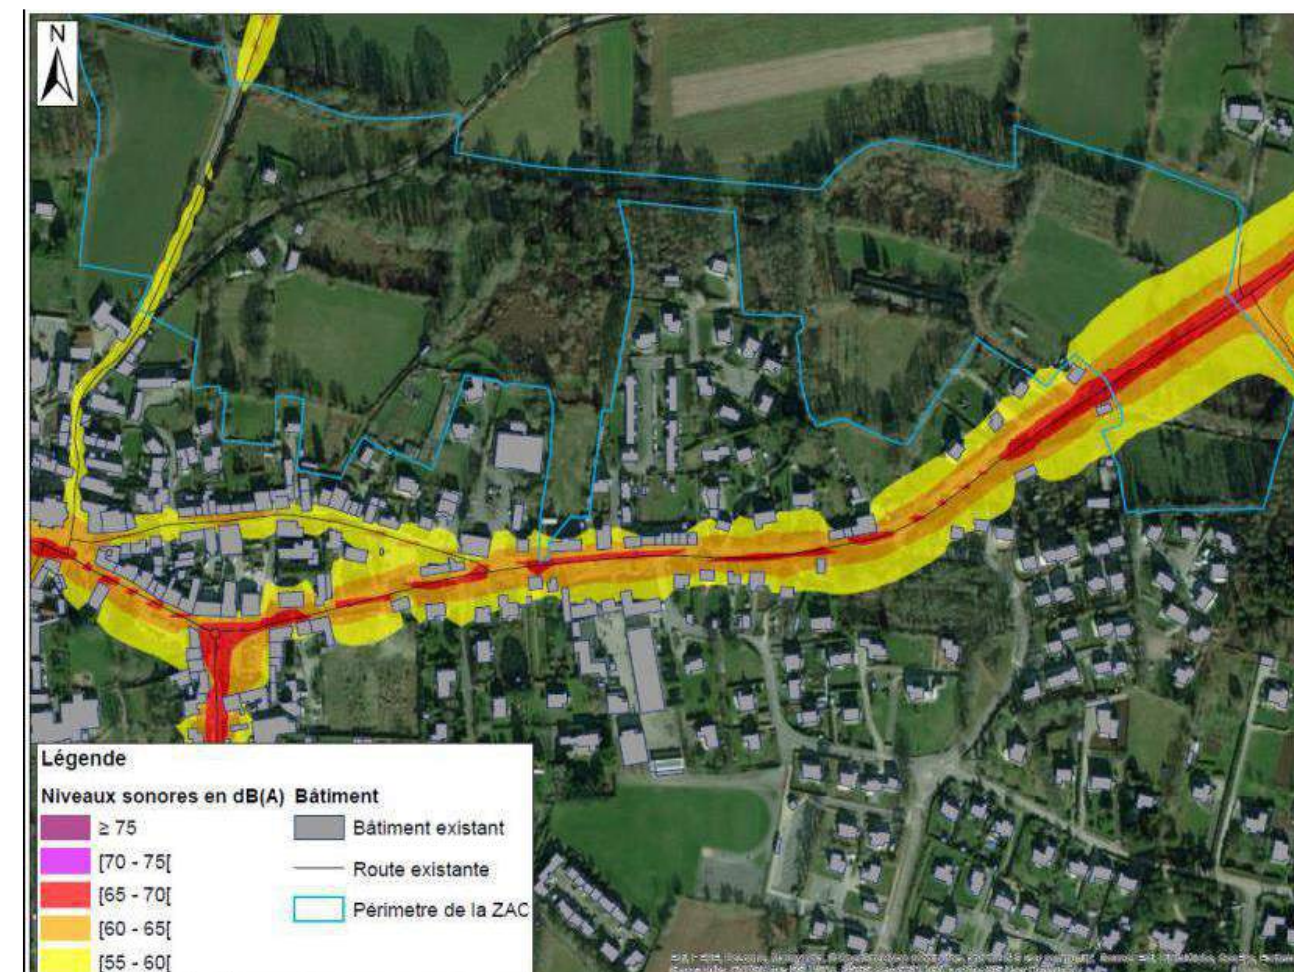 N
Légende
Niveaux sonores en dB(A) Bâtiment
≥ 75
Bâtiment existant
[70 - 75[
Route existante
[65 - 70[
Périmetre de la ZAC
[60 - 65[
[55 - 60[